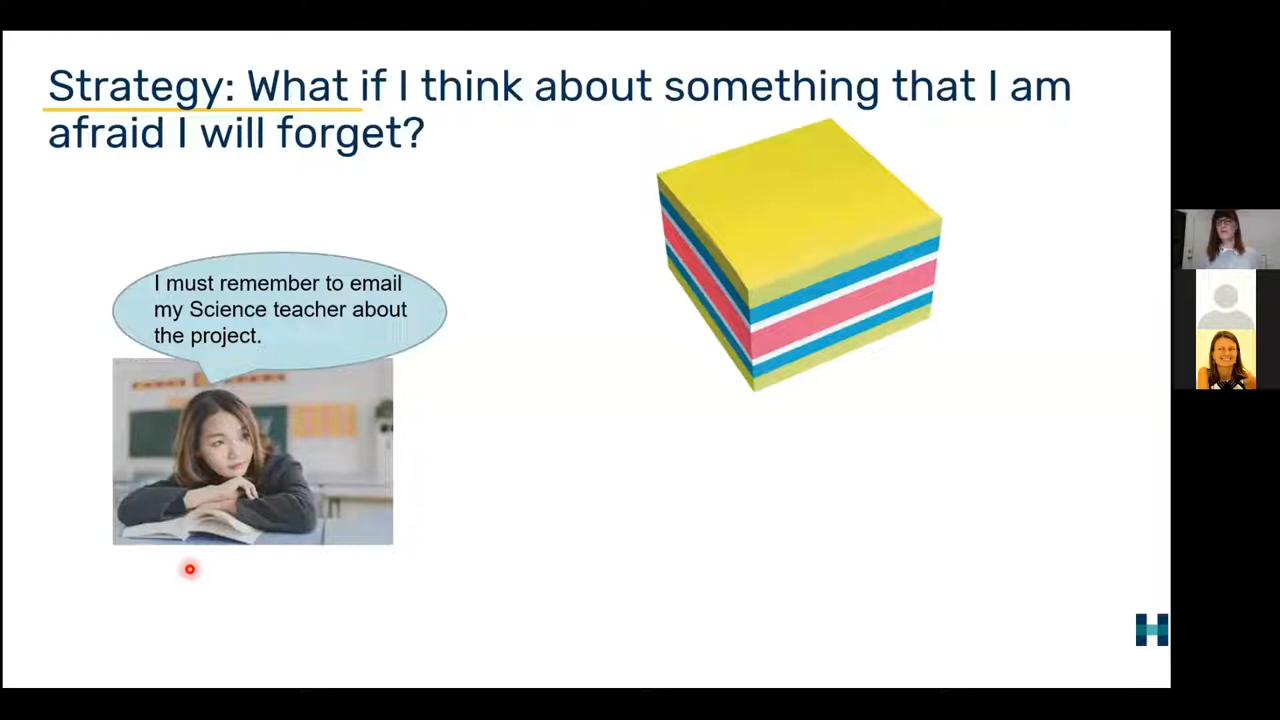 Strategy: What if I think about something that I am
afraid I will forget?
I must remember to email
my Science teacher about
the project.
H